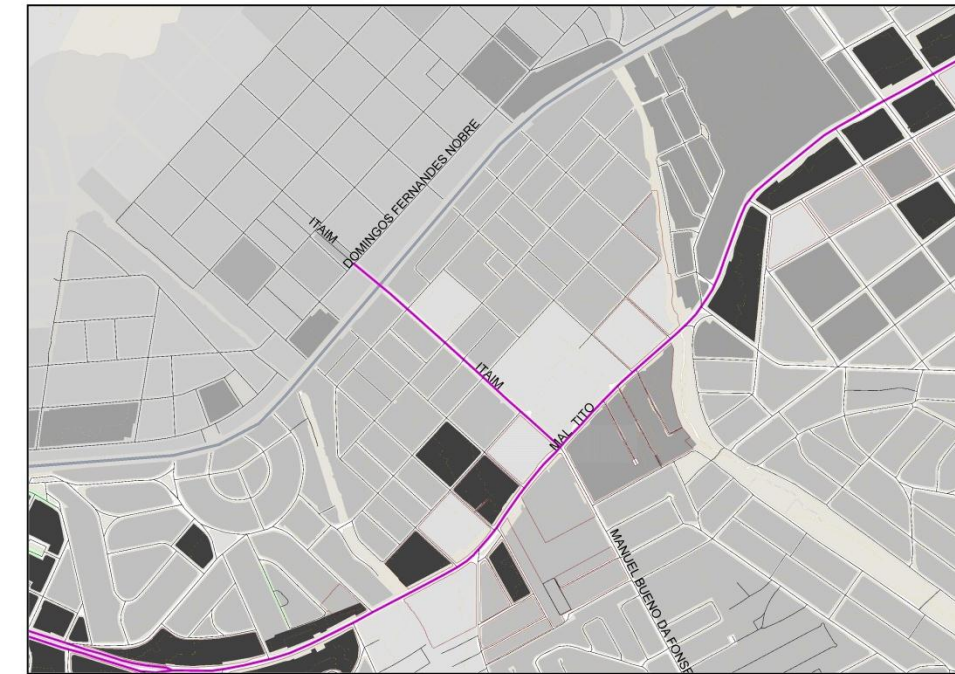 DOMINGOS FERNANDES NOBRE
ITAIM
ITAIM
MAL. TITO
MANUEL BUENO DA FONSE